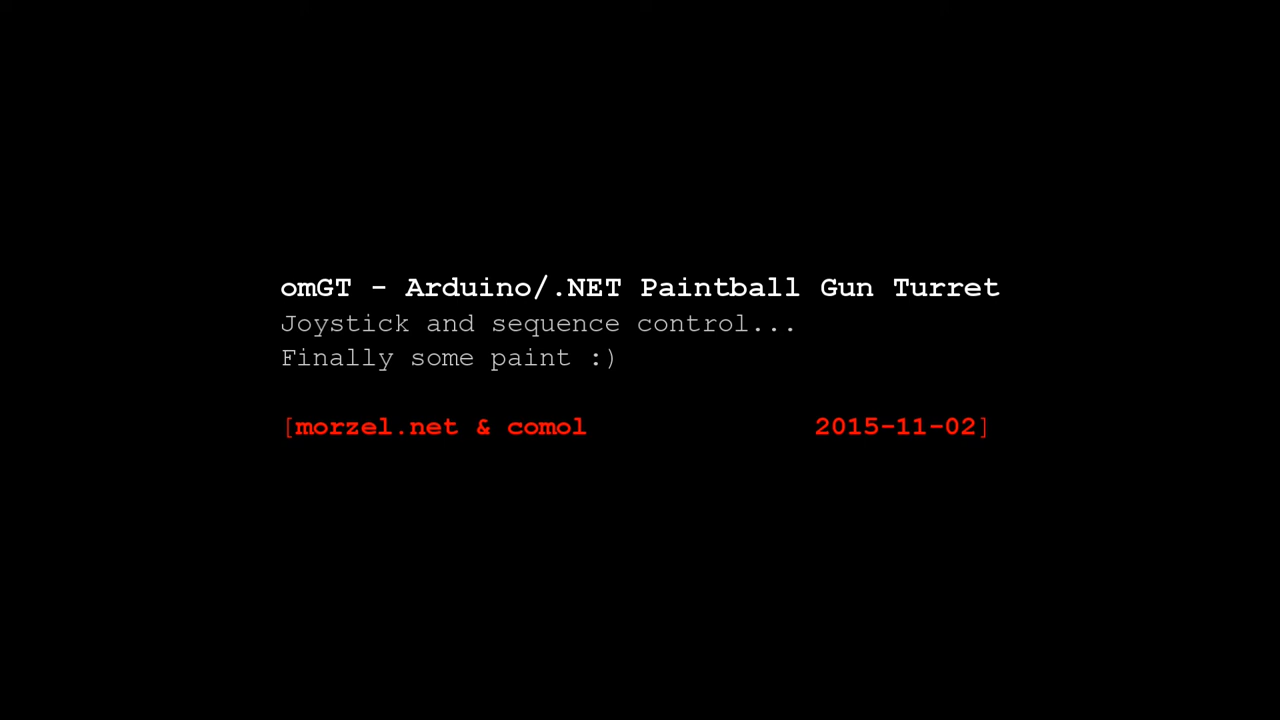 omGT - Arduino/.NET Paintball Gun Turret
Joystick and sequence control...
Finally some paint :)
[morzel.net & comol 2015-11-02]